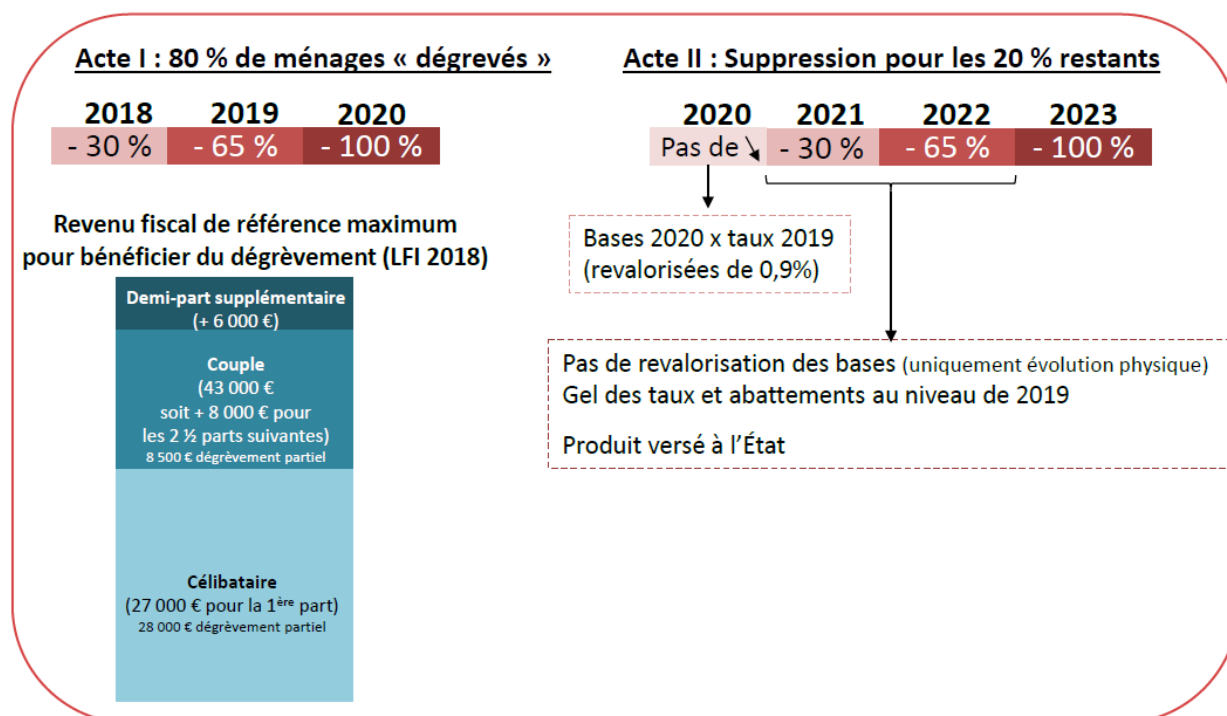 Acte I : 80 % de ménages « dégrevés »
2018 2019 2020
- 30 % - 65 % - 100 %
Revenu fiscal de référence maximum
pour bénéficier du dégrèvement (LFI 2018)
Demi-part supplémentaire
(+ 6 000 €)
Couple
(43 000 €
soit + 8 000 € pour
les 2 ½ parts suivantes)
8 500 € dégrèvement partiel
Célibataire
(27 000 € pour la 1ère part)
28 000 € dégrèvement partiel
Acte II : Suppression pour les 20 % restants
2020 2021 2022 2023
Pas de ↘ - 30 % - 65 % - 100 %
Bases 2020 x taux 2019
(revalorisées de 0,9%)
Pas de revalorisation des bases (uniquement évolution physique)
Gel des taux et abattements au niveau de 2019
Produit versé à l’État